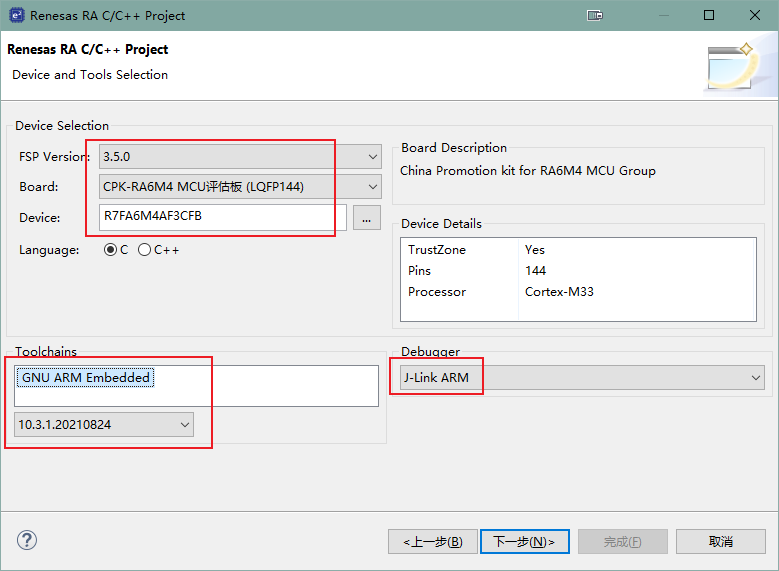 Renesas RA C/C++ Project
Renesas RA C/C++ Project
Device and Tools Selection
Device Selection
FSP Version:
3.5.0
Board:
CPK-RA6M4 MCU评估板 (LQFP144)
Device:
R7FA6M4AF3CFB
...
Language:
C
C++
Board Description
China Promotion kit for RA6M4 MCU Group
Device Details
TrustZone Yes
Pins 144
Processor Cortex-M33
Toolchains
GNU ARM Embedded
10.3.1.20210824
Debugger
J-Link ARM
?
<上一步(B)
下一步(N)>
完成(F)
取消